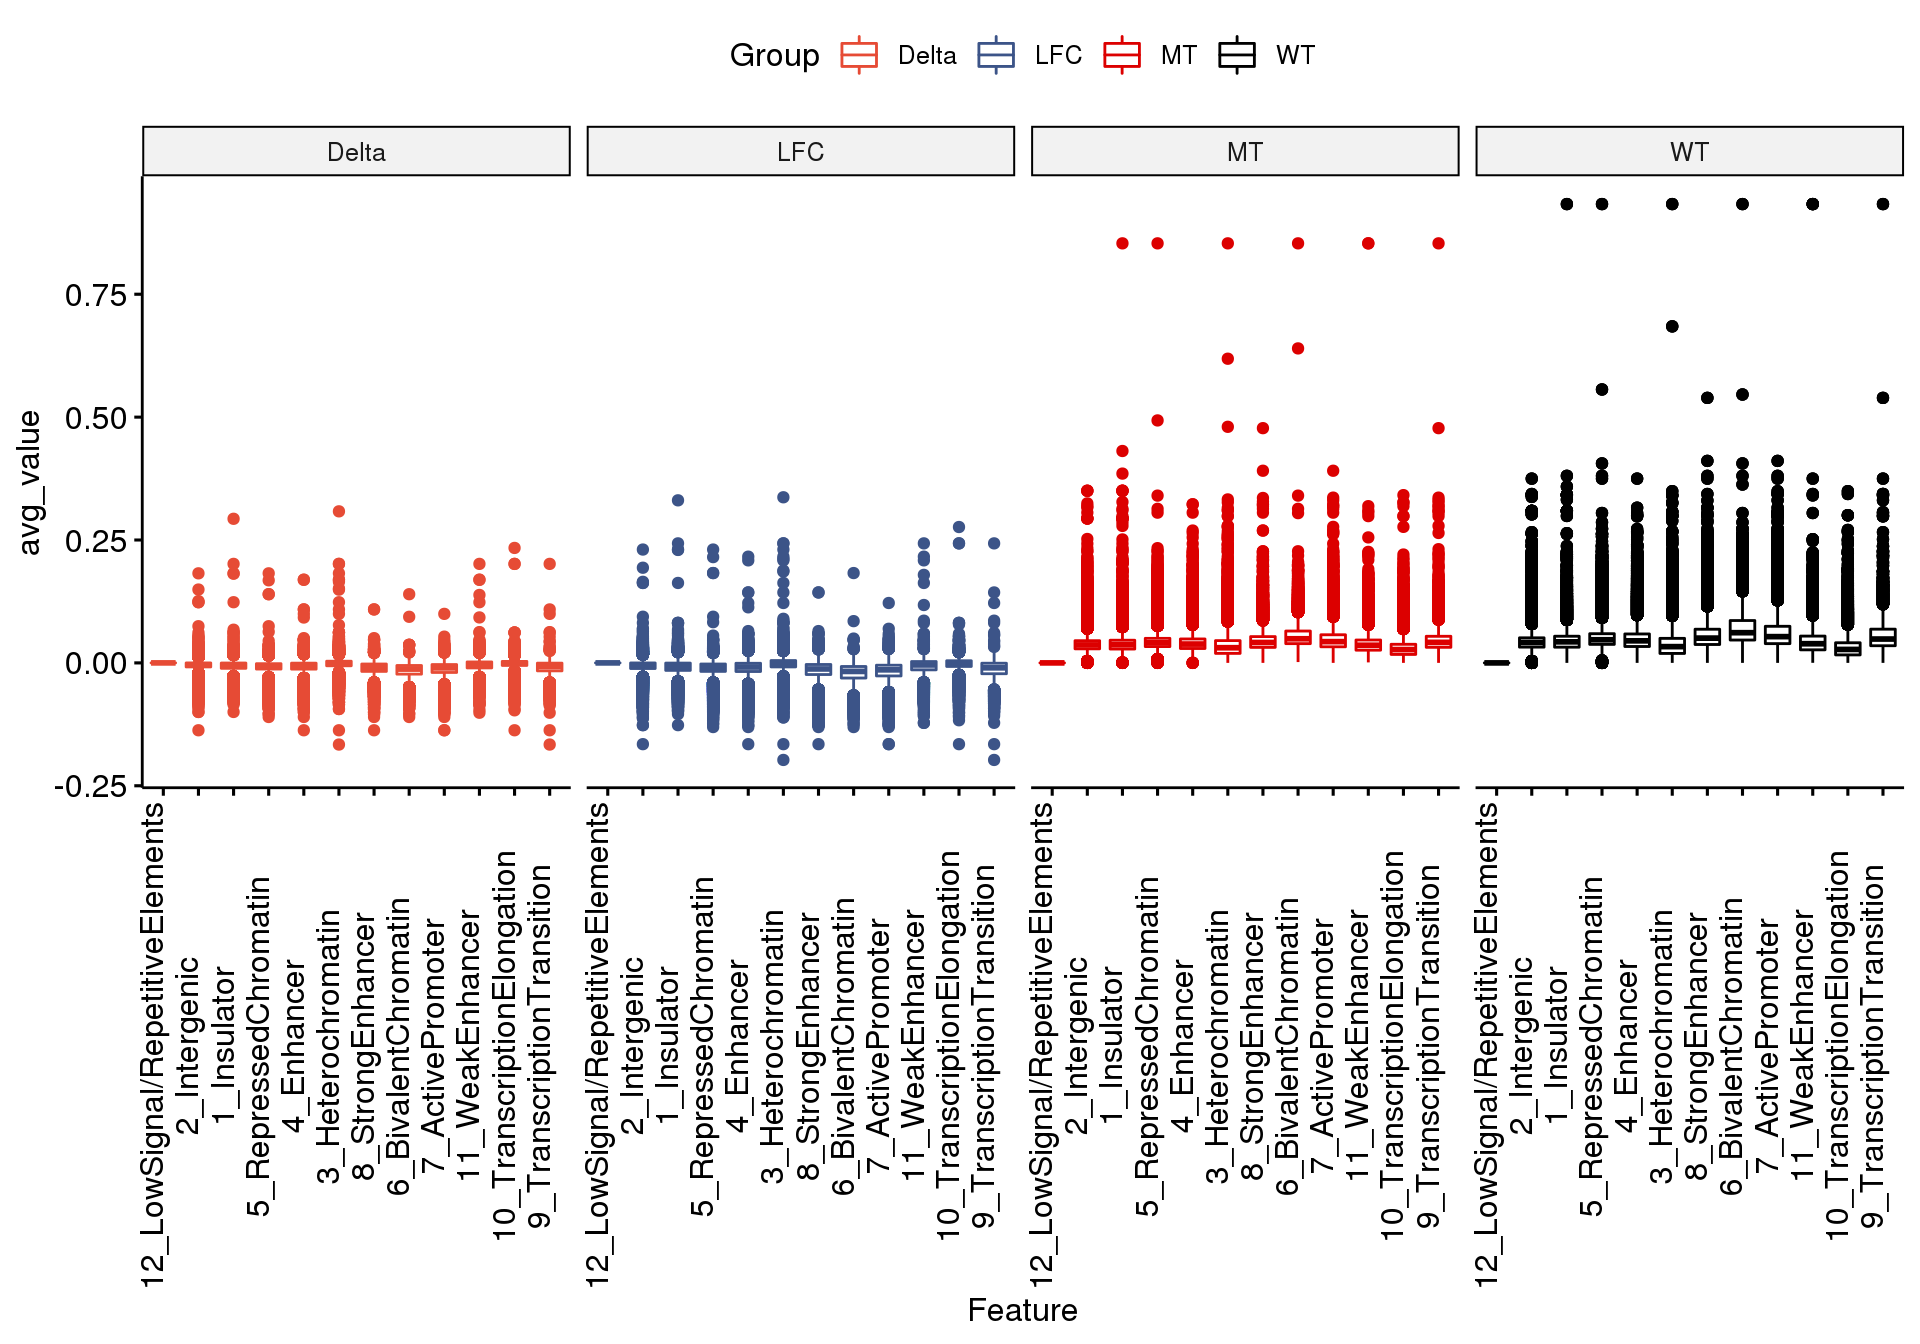 Group Delta LFC MT WT
Delta LFC MT WT
avg_value
0.75
0.50
0.25
0.00
-0.25
12_LowSignal/RepetitiveElements
2_Intergenic
1_Insulator
5_RepressedChromatin
4_Enhancer
3_Heterochromatin
8_StrongEnhancer
6_BivalentChromatin
7_ActivePromoter
11_WeakEnhancer
10_TranscriptionElongation
9_TranscriptionTransition
12_LowSignal/RepetitiveElements
2_Intergenic
1_Insulator
5_RepressedChromatin
4_Enhancer
3_Heterochromatin
8_StrongEnhancer
6_BivalentChromatin
7_ActivePromoter
11_WeakEnhancer
10_TranscriptionElongation
9_TranscriptionTransition
12_LowSignal/RepetitiveElements
2_Intergenic
1_Insulator
5_RepressedChromatin
4_Enhancer
3_Heterochromatin
8_StrongEnhancer
6_BivalentChromatin
7_ActivePromoter
11_WeakEnhancer
10_TranscriptionElongation
9_TranscriptionTransition
12_LowSignal/RepetitiveElements
2_Intergenic
1_Insulator
5_RepressedChromatin
4_Enhancer
3_Heterochromatin
8_StrongEnhancer
6_BivalentChromatin
7_ActivePromoter
11_WeakEnhancer
10_TranscriptionElongation
9_TranscriptionTransition
Feature